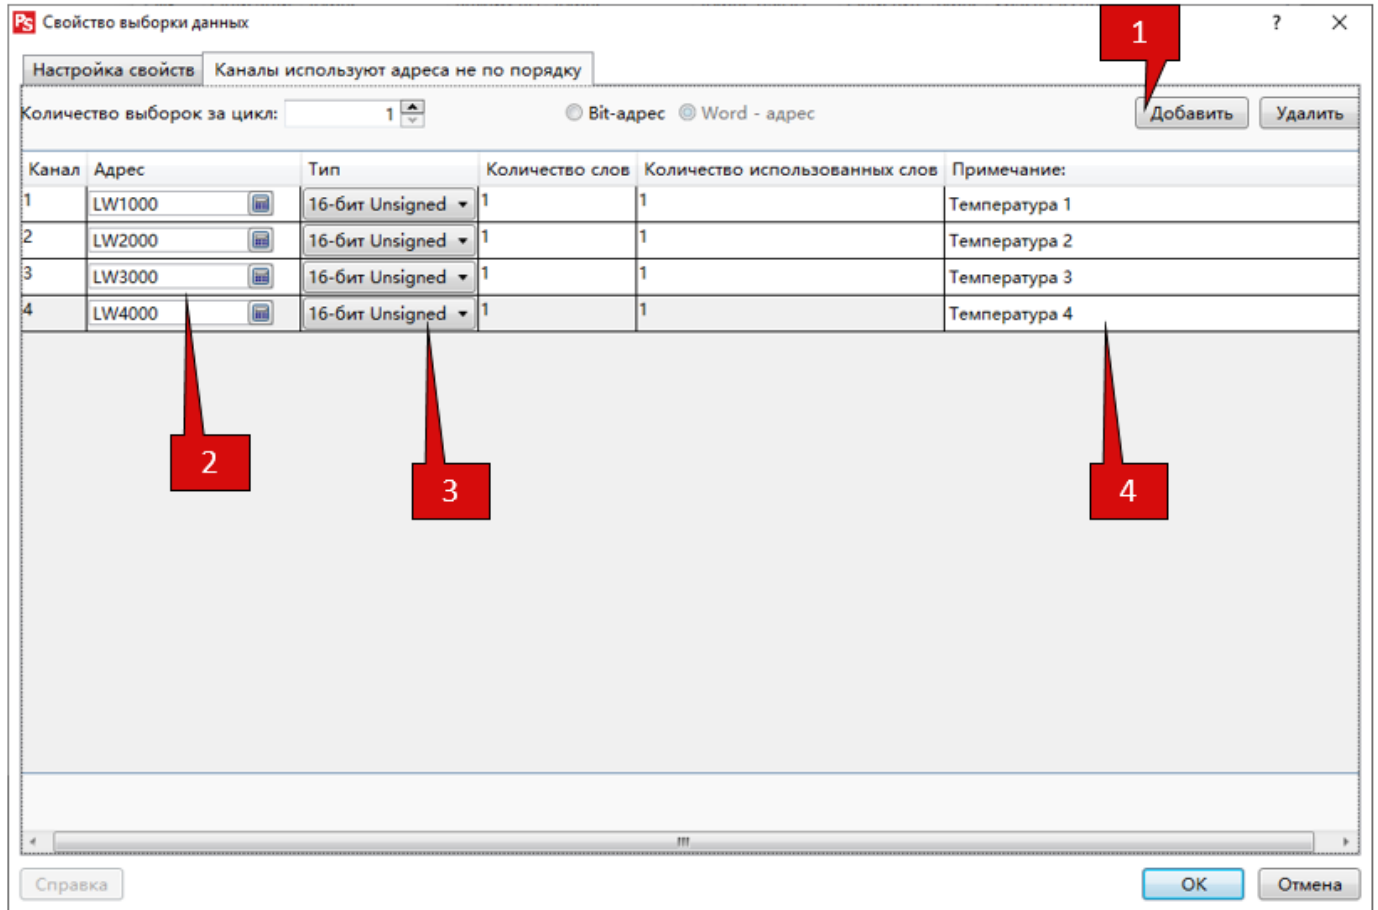 PS Свойство выборки данных ? ×
1
Настройка свойств Каналы используют адреса не по порядку
Количество выборок за цикл: 1 Bit-адрес Word - адрес Добавить Удалить
Канал Адрес Тип Количество слов Количество использованных слов Примечание:
1 LW1000 16-бит Unsigned 1 1 Температура 1
2 LW2000 16-бит Unsigned 1 1 Температура 2
3 LW3000 16-бит Unsigned 1 1 Температура 3
4 LW4000 16-бит Unsigned 1 1 Температура 4
2
3
4
Справка OK Отмена